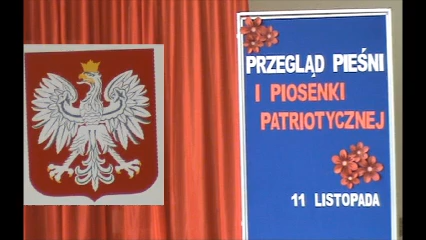 PRZEGLĄD PIEŚNI
I PIOSENKI
PATRIOTYCZNEJ
11 LISTOPADA